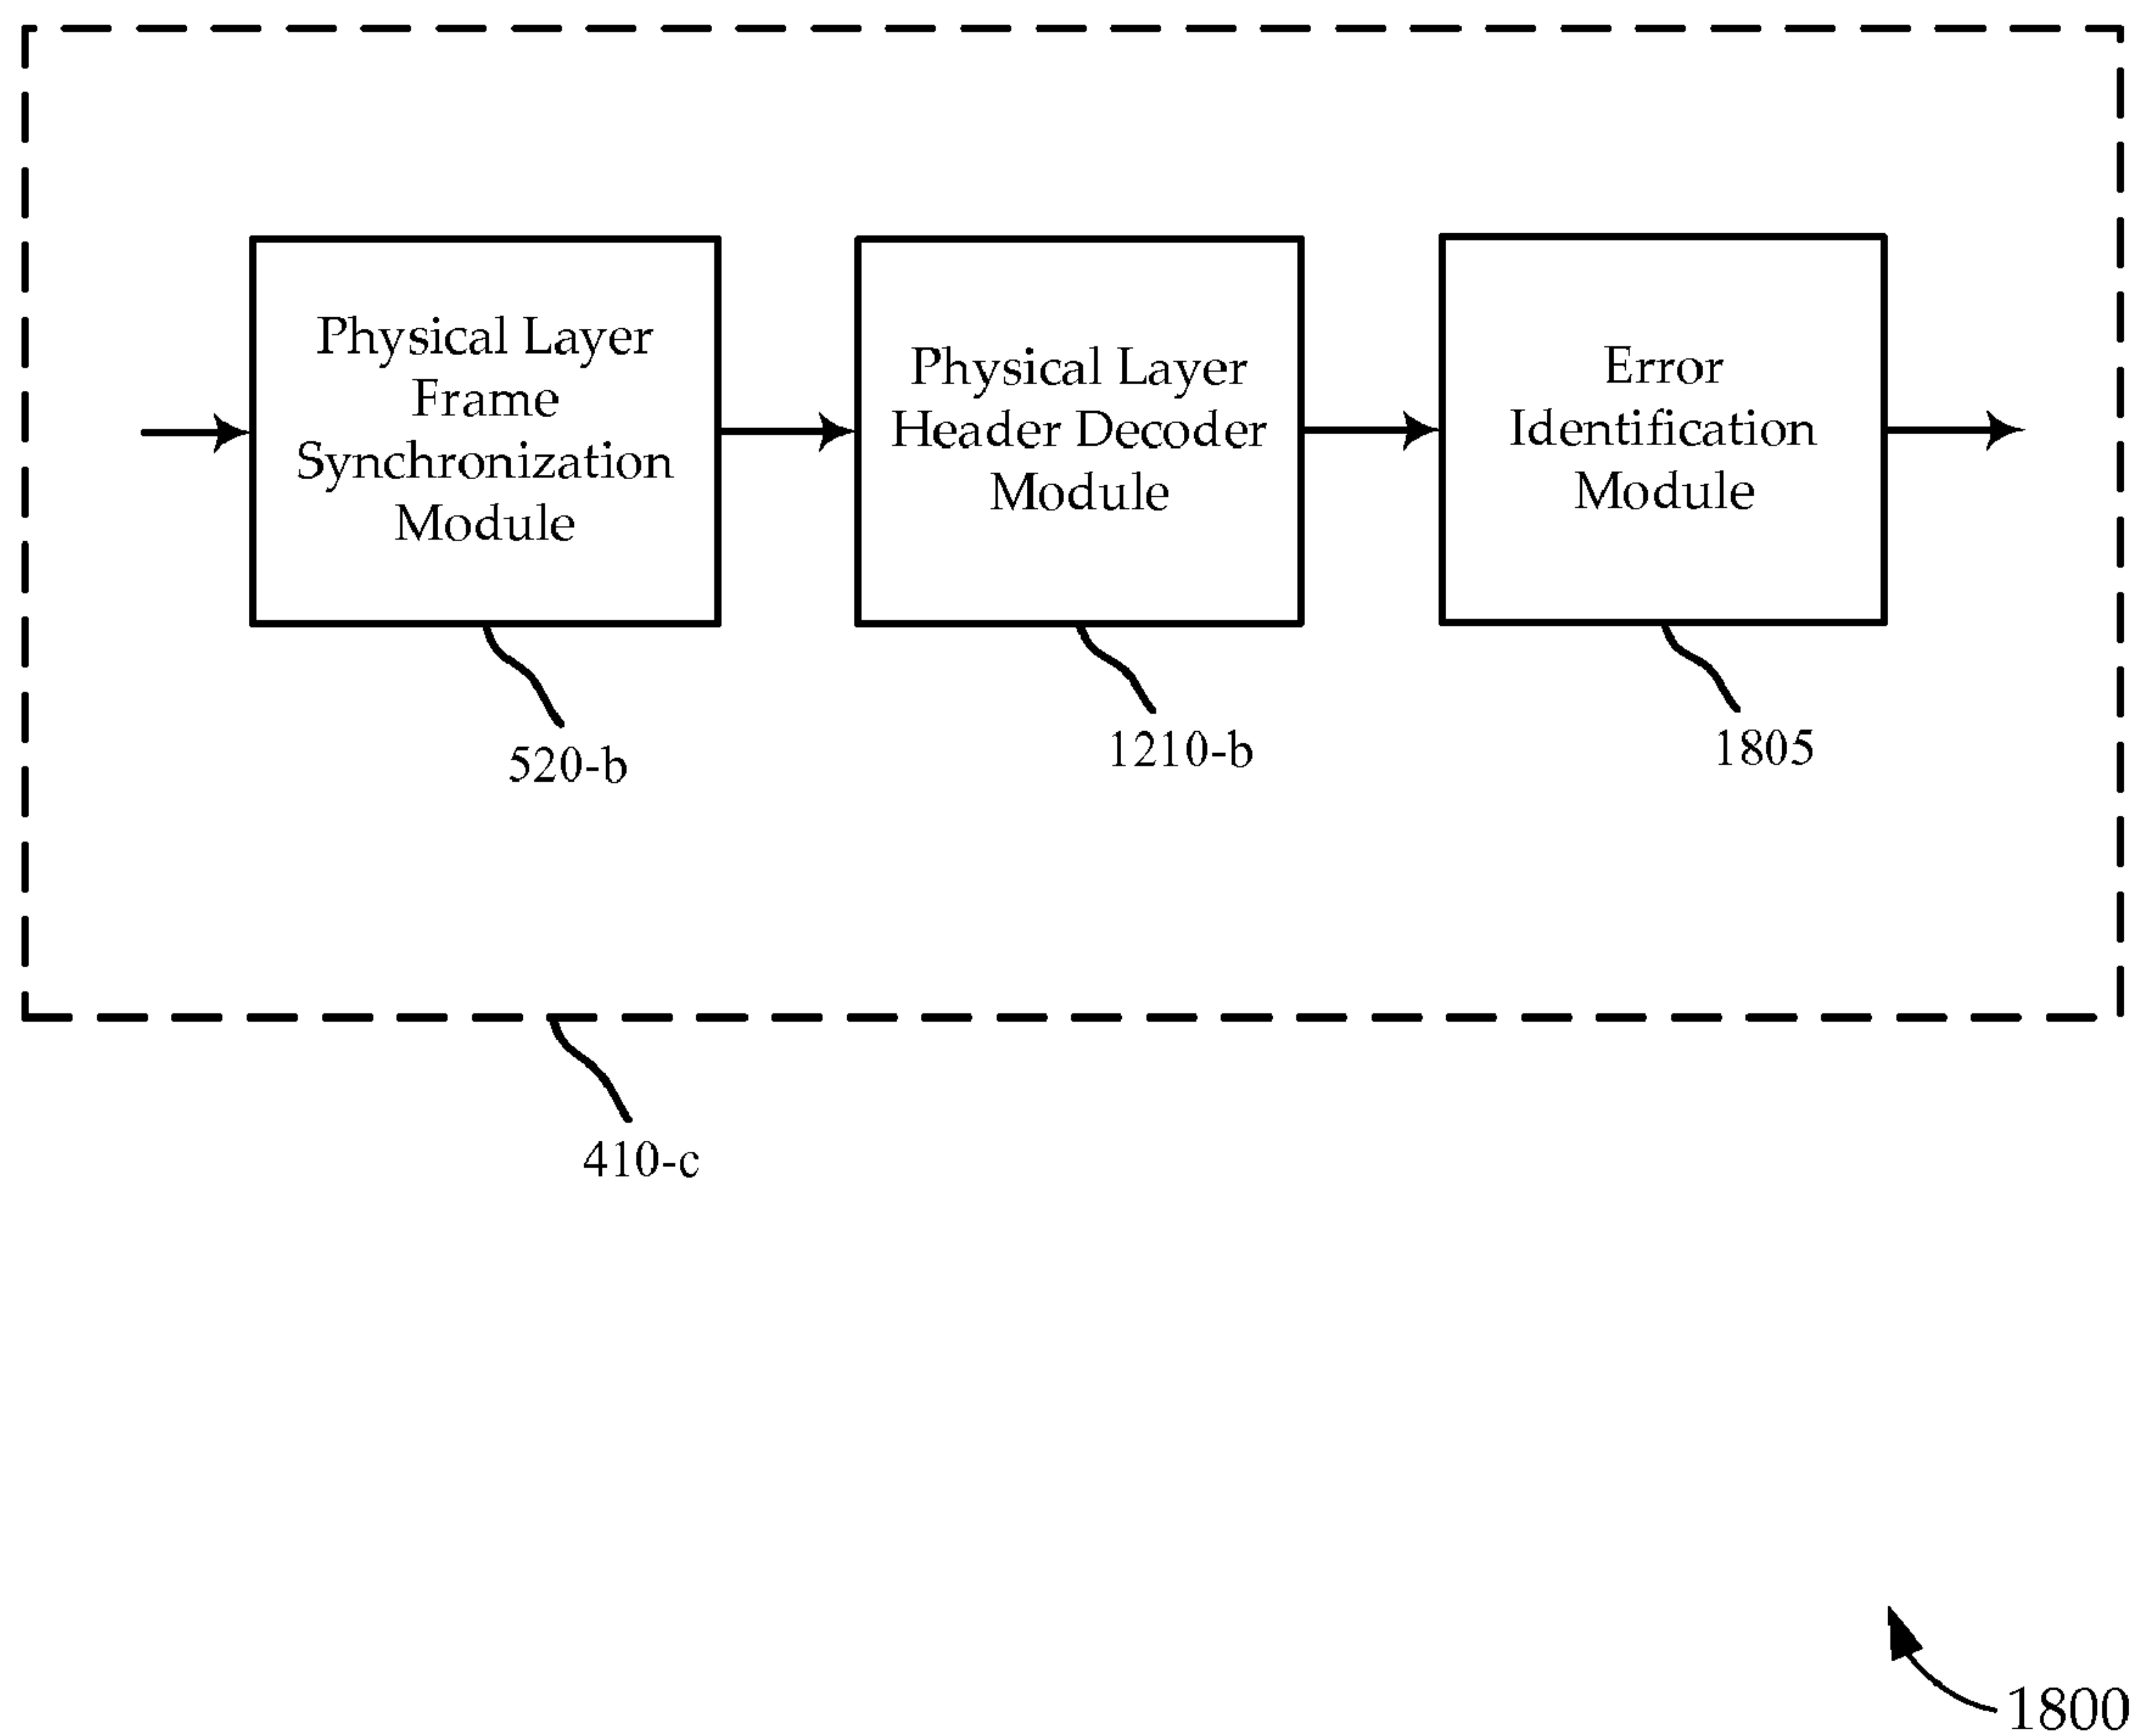 Physical Layer
Frame
Synchronization
Module
Physical Layer
Header Decoder
Module
Error
Identification
Module
520-b
1210-b
1805
410-c
1800